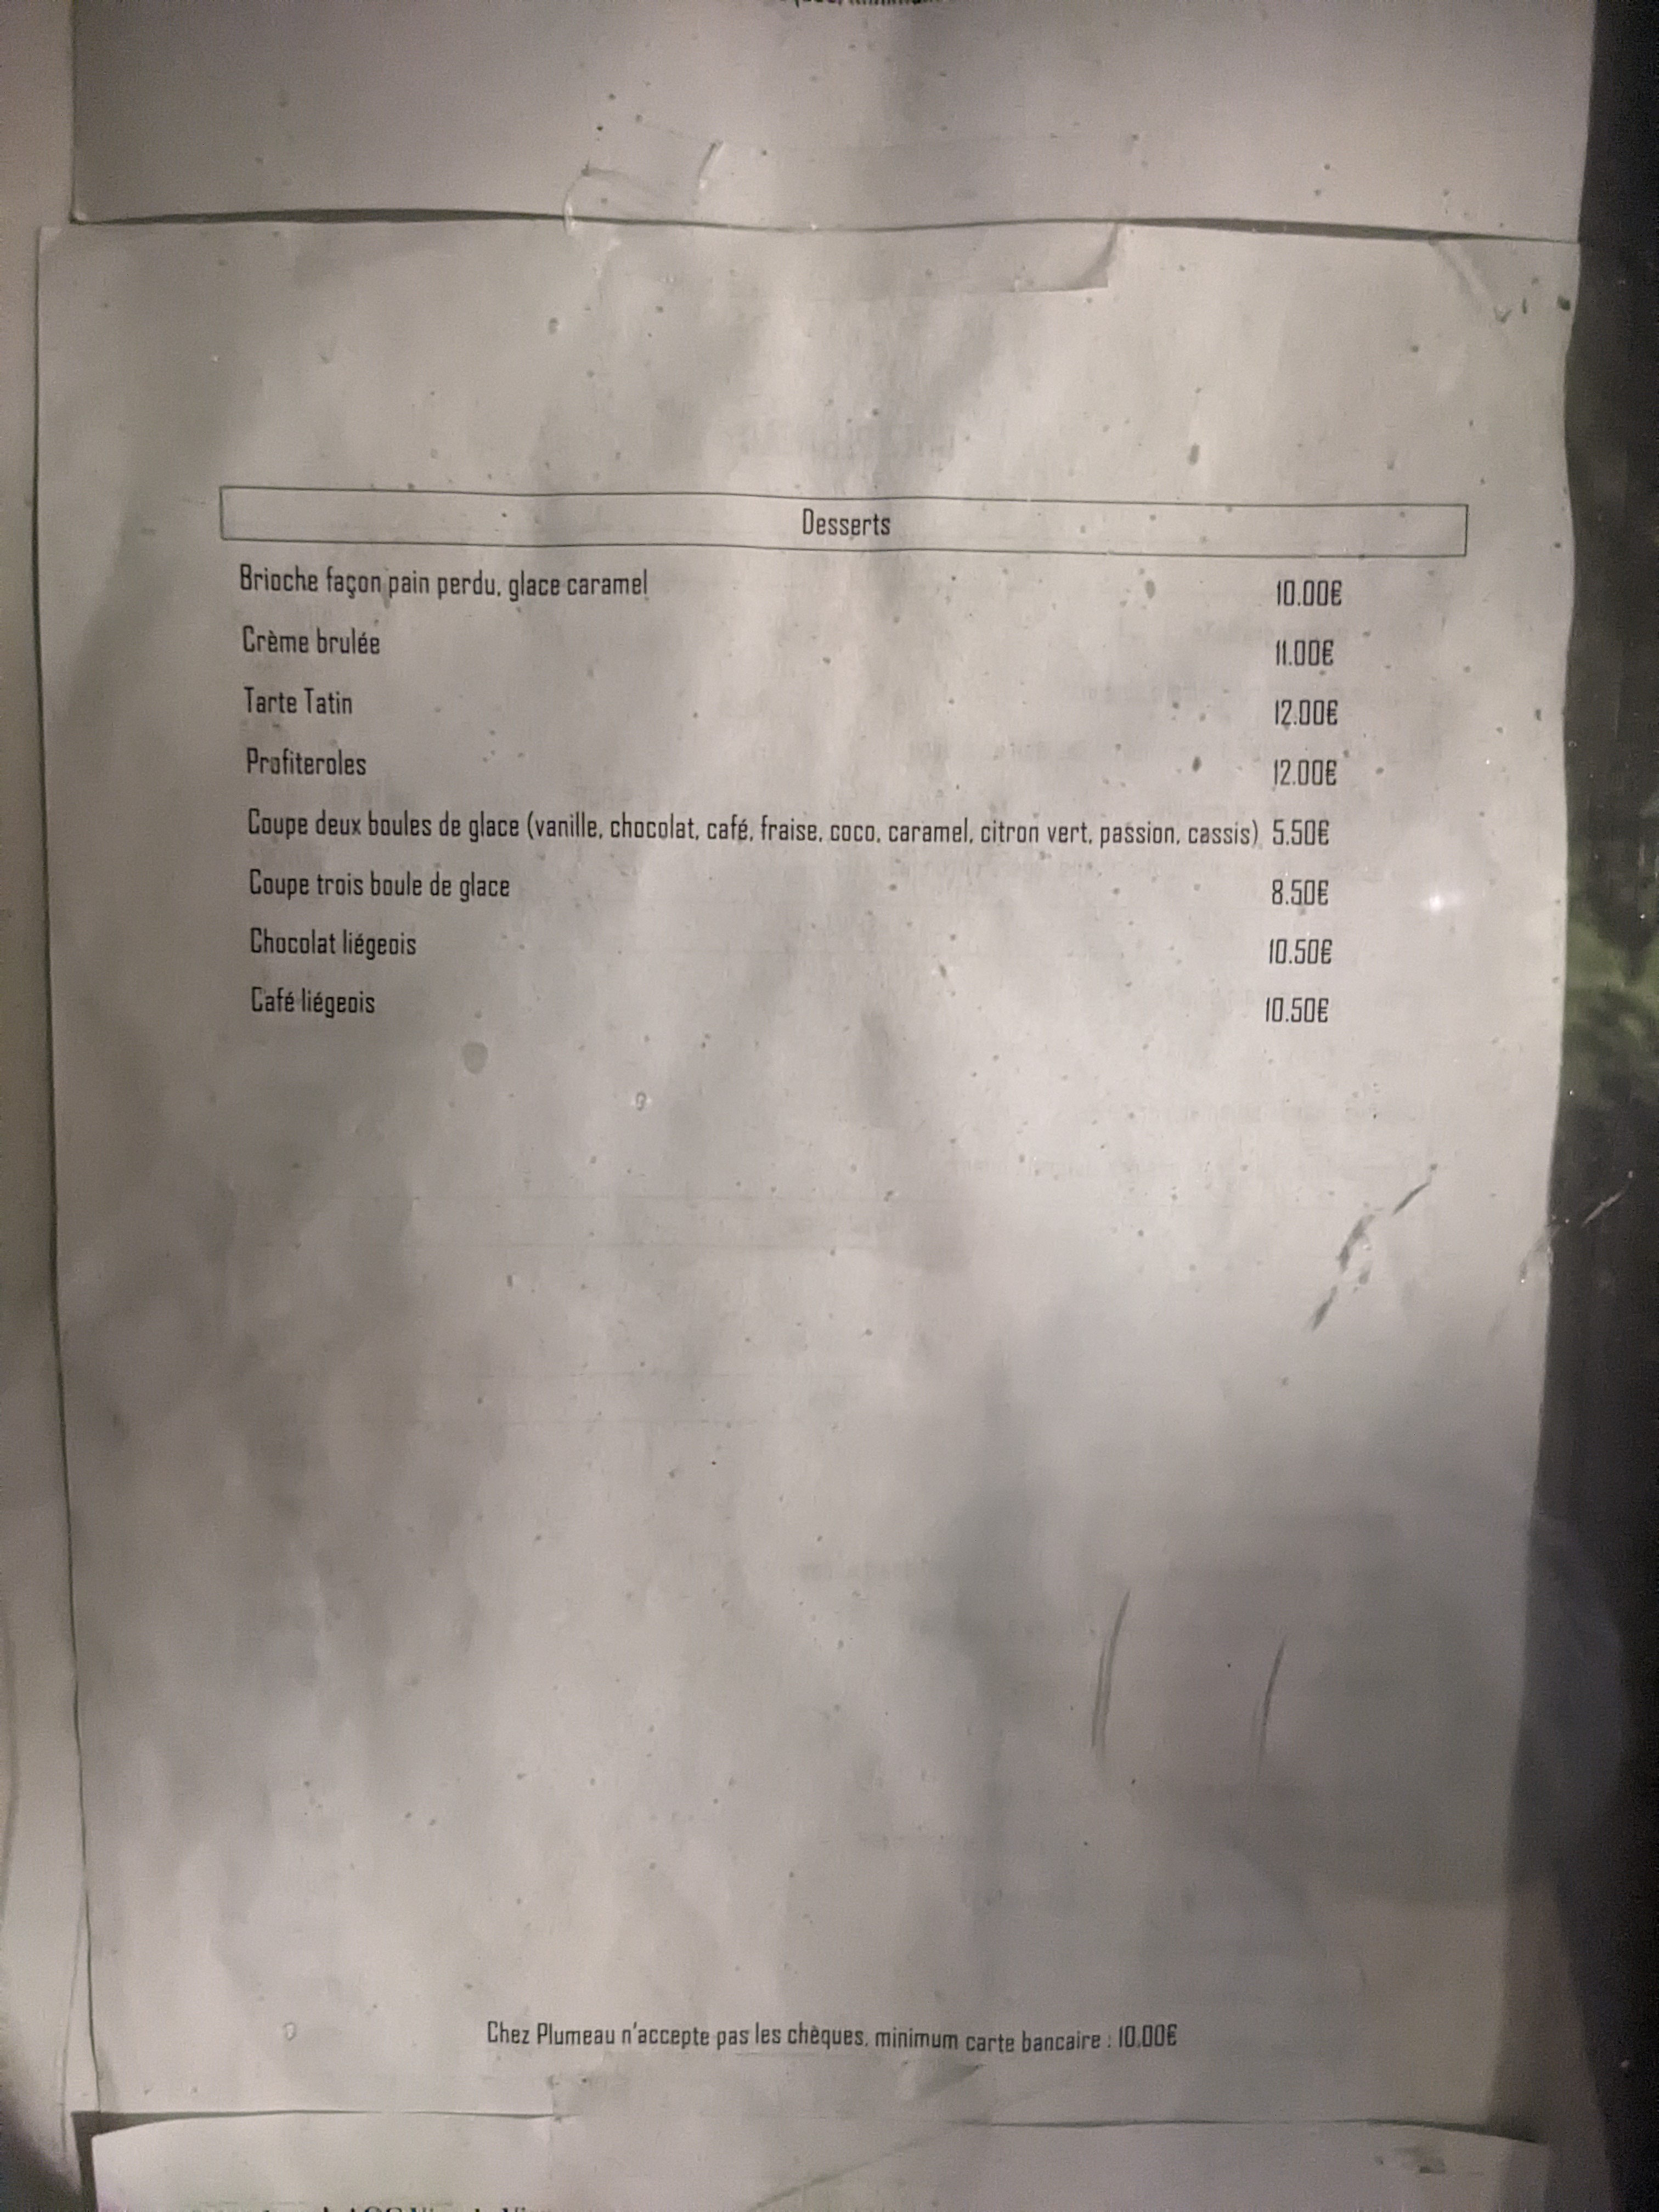 Desserts
Brioche façon pain perdu, glace caramel 10.00€
Crème brulée 11.00€
Tarte Tatin 12.00€
Profiteroles 12.00€
Coupe deux boules de glace (vanille, chocolat, café, fraise, coco, caramel, citron vert, passion, cassis) 5.50€
Coupe trois boule de glace 8.50€
Chocolat liégeois 10.50€
Café liégeois 10.50€
Chez Plumeau n'accepte pas les chèques, minimum carte bancaire : 10.00€